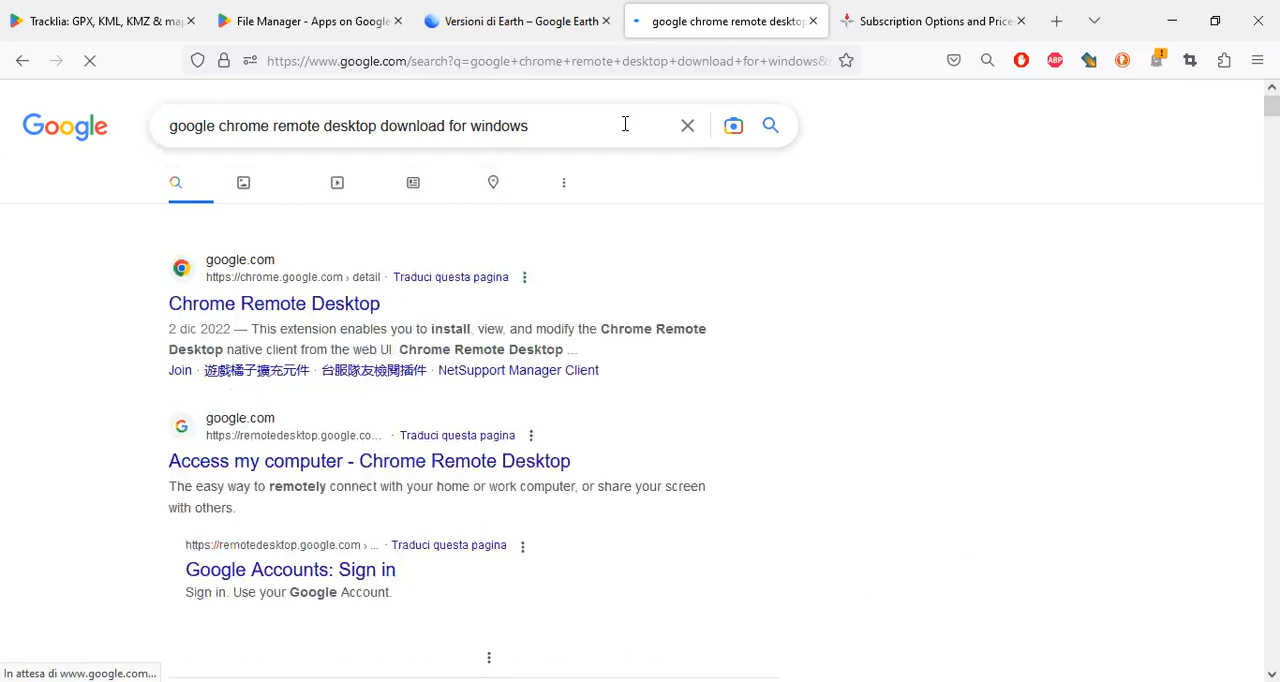 Tracklia: GPX, KML, KMZ & ma
File Manager - Apps on Google
Versioni di Earth – Google Earth
google chrome remote deskto
Subscription Options and Price
https://www.google.com/search?q=google+chrome+remote+desktop+download+for+windows&
ABP
Google
google chrome remote desktop download for windows
google.com
https://chrome.google.com › detail · Traduci questa pagina
Chrome Remote Desktop
2 dic 2022 — This extension enables you to install, view, and modify the Chrome Remote
Desktop native client from the web UI. Chrome Remote Desktop ...
Join · 遊戲橘子擴充元件 · 台服隊友檢閱插件 · NetSupport Manager Client
google.com
https://remotedesktop.google.co... · Traduci questa pagina
Access my computer - Chrome Remote Desktop
The easy way to remotely connect with your home or work computer, or share your screen
with others.
https://remotedesktop.google.com › ... · Traduci questa pagina
Google Accounts: Sign in
Sign in. Use your Google Account.
In attesa di www.google.com...